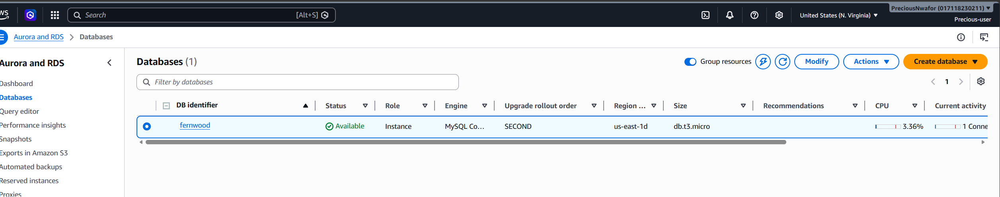 Search [Alt+S] United States (N. Virginia) PreciousNwafor (017118230211)
Precious-user
Aurora and RDS Databases
Aurora and RDS
Dashboard
Databases
Query editor
Performance insights
Snapshots
Exports in Amazon S3
Automated backups
Reserved instances
Proxies
Databases (1) Group resources Modify Actions Create database
Filter by databases 1
DB identifier Status Role Engine Upgrade rollout order Region ... Size Recommendations CPU Current activity
fernwood Available Instance MySQL Co... SECOND us-east-1d db.t3.micro 3.36% 1 Conne